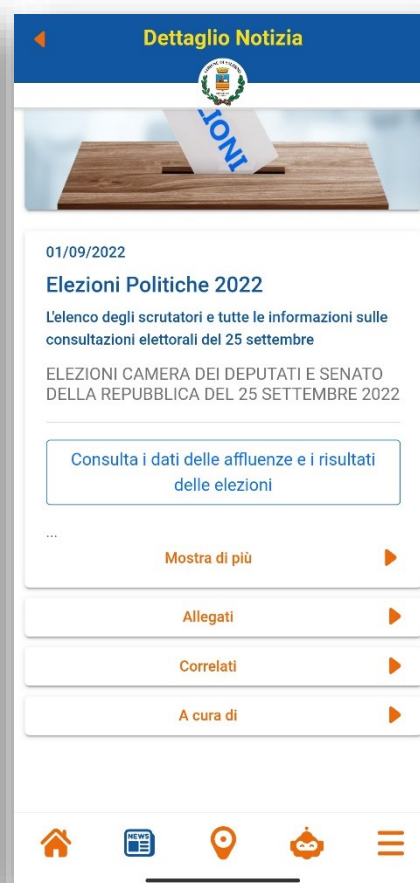 Dettaglio Notizia
IONI
01/09/2022
Elezioni Politiche 2022
L'elenco degli scrutatori e tutte le informazioni sulle
consultazioni elettorali del 25 settembre
ELEZIONI CAMERA DEI DEPUTATI E SENATO
DELLA REPUBBLICA DEL 25 SETTEMBRE 2022
Consulta i dati delle affluenze e i risultati
delle elezioni
...
Mostra di più
Allegati
Correlati
A cura di
NEWS